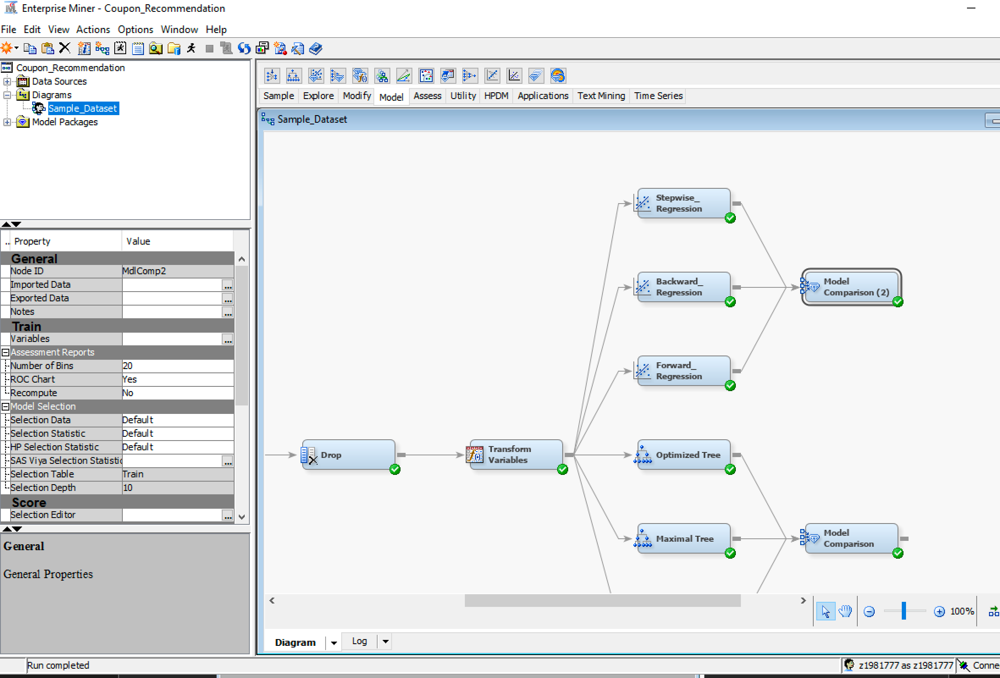 Enterprise Miner - Coupon_Recommendation
File Edit View Actions Options Window Help
Coupon_Recommendation
Data Sources
Diagrams
Sample_Dataset
Model Packages
.. Property Value
General
Node ID MdlComp2
Imported Data ...
Exported Data ...
Notes ...
Train
Variables ...
Assessment Reports
Number of Bins 20
ROC Chart Yes
Recompute No
Model Selection
Selection Data Default
Selection Statistic Default
HP Selection Statistic Default
SAS Viya Selection Statistic ...
Selection Table Train
Selection Depth 10
Score
Selection Editor ...
General
General Properties
Sample Explore Modify Model Assess Utility HPDM Applications Text Mining Time Series
Sample_Dataset
Stepwise_
Regression
Backward_
Regression
Model
Comparison (2)
Forward_
Regression
Drop
Transform
Variables
Optimized Tree
Maximal Tree
Model
Comparison
100%
Diagram Log
Run completed
z1981777 as z1981777 Conne